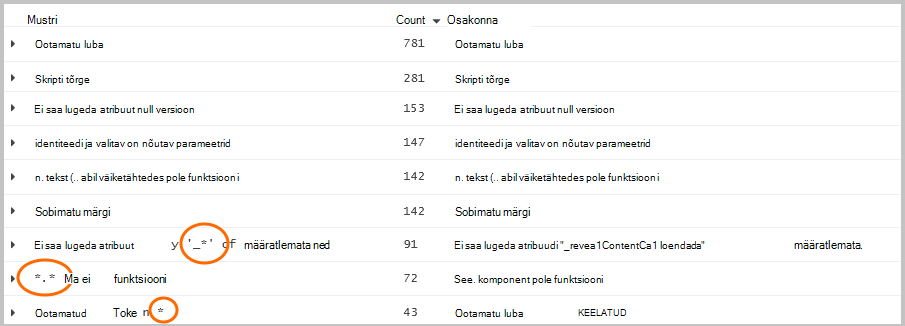 Mustri Count Osakonna
Ootamatu luba 781 Ootamatu luba
Skripti tõrge 281 Skripti tõrge
Ei saa lugeda atribuut null versioon 153 Ei saa lugeda atribuut null versioon
identiteedi ja valitav on nõutav parameetrid 147 identiteedi ja valitav on nõutav parameetrid
n. tekst (.. abil väiketähtedes pole funktsiooni 142 n. tekst (.. abil väiketähtedes pole funktsiooni
Sobimatu märgi 142 Sobimatu märgi
Ei saa lugeda atribuut y '_*' of määratlemata ned 91 Ei saa lugeda atribuudi "_revea1ContentCa1 loendada" määratlemata.
*.* Ma ei funktsiooni 72 See. komponent pole funktsiooni
Ootamatud Toke n * 43 Ootamatu luba KEELATUD